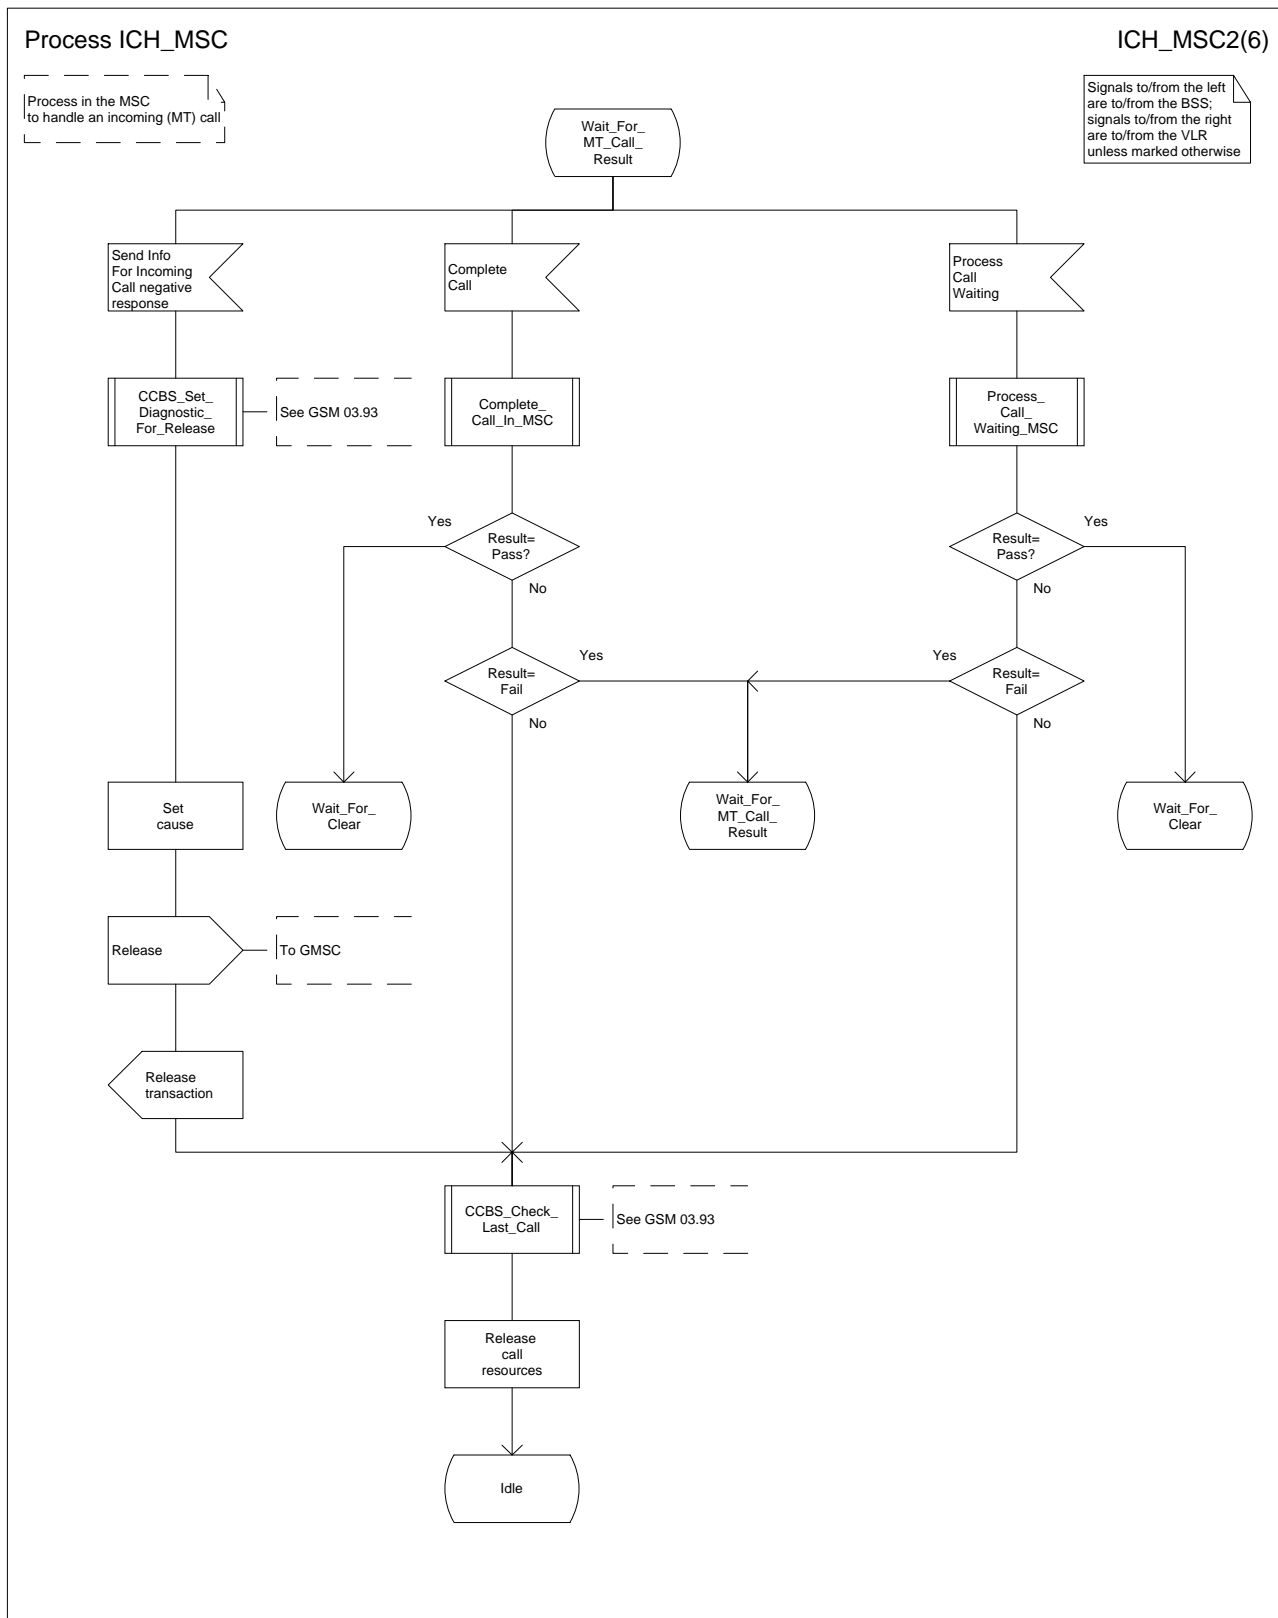 Process ICH_MSC
ICH_MSC2(6)
Process in the MSC
to handle an incoming (MT) call
Signals to/from the left
are to/from the BSS;
signals to/from the right
are to/from the VLR
unless marked otherwise
Wait_For_
MT_Call_
Result
Send Info
For Incoming
Call negative
response
Complete
Call
Process
Call
Waiting
CCBS_Set_
Diagnostic_
For_Release
See GSM 03.93
Complete_
Call_In_MSC
Process_
Call_
Waiting_MSC
Yes
Result=
Pass?
No
Result=
Pass?
Yes
No
Result=
Fail
Yes
No
Yes
Result=
Fail
No
Set
cause
Wait_For_
Clear
Wait_For_
MT_Call_
Result
Wait_For_
Clear
Release
To GMSC
Release
transaction
CCBS_Check_
Last_Call
See GSM 03.93
Release
call
resources
Idle